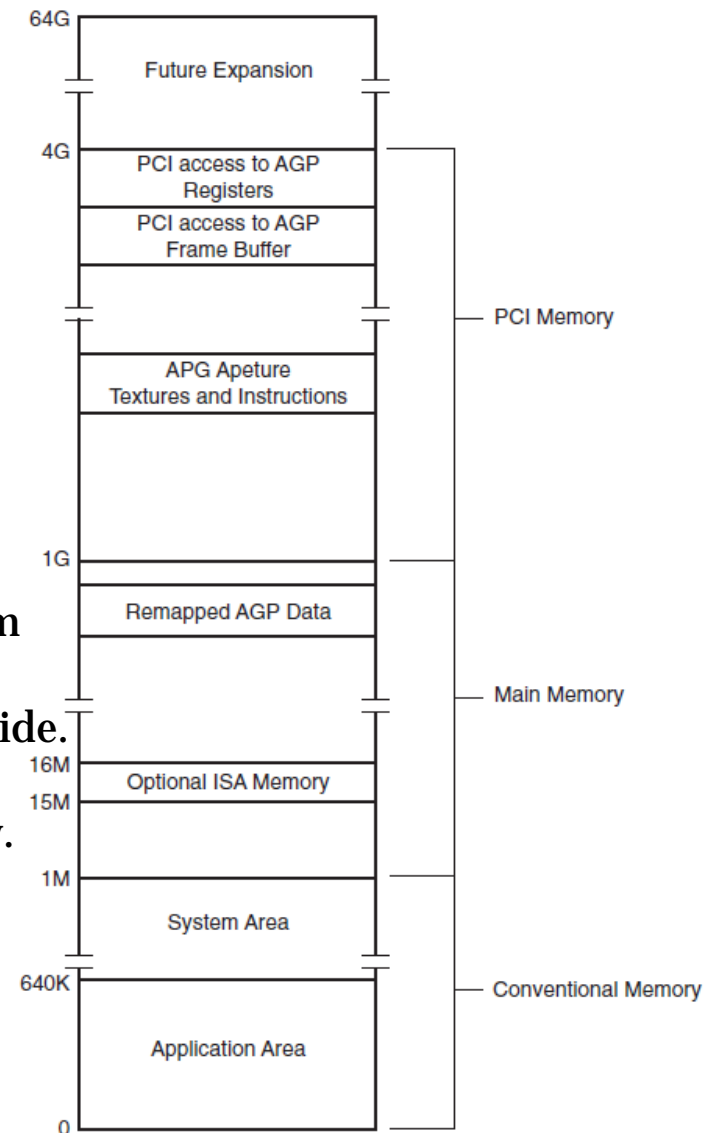 64G
Future Expansion
4G
PCI access to AGP
Registers
PCI access to AGP
Frame Buffer
PCI Memory
APG Apeture
Textures and Instructions
1G
Remapped AGP Data
Main Memory
ide.
16M
Optional ISA Memory
15M
1M
System Area
640K
Conventional Memory
Application Area
0